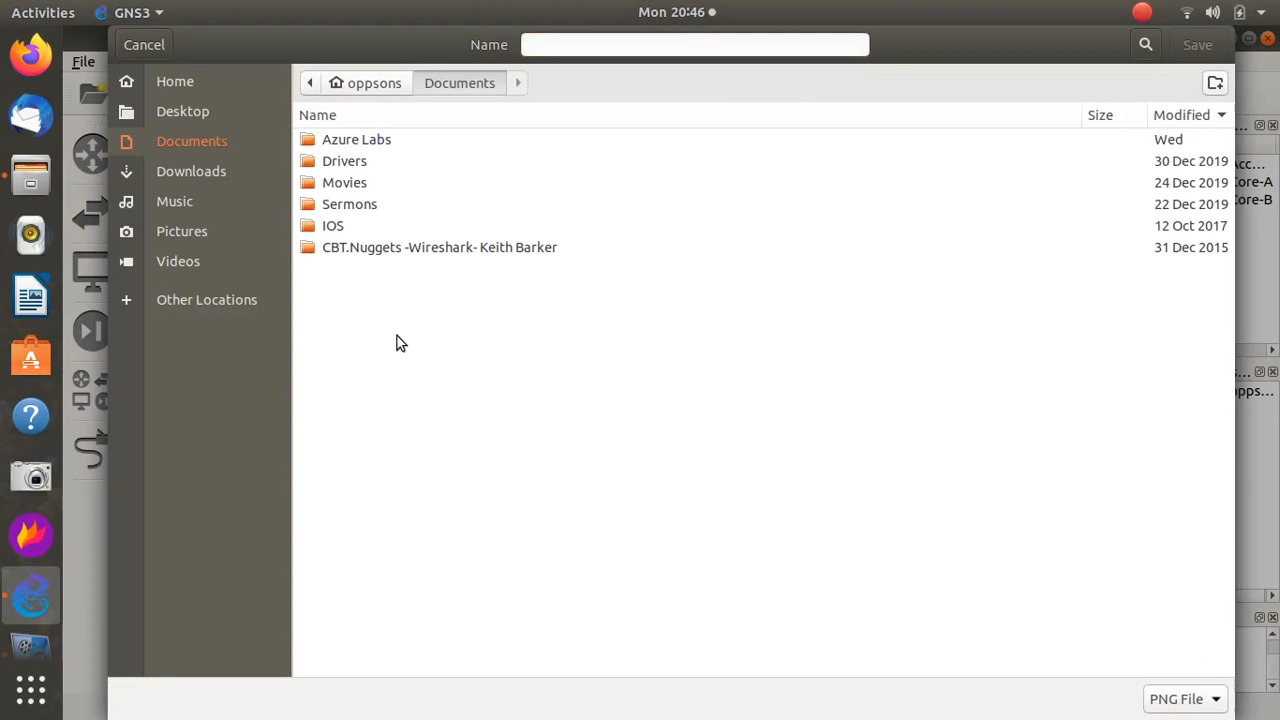 Activities GNS3 Mon 20:46
Cancel Name Save
File
oppsons Documents
Home
Desktop
Documents
Downloads
Music
Pictures
Videos
Other Locations
Name Size Modified
Azure Labs Wed
Drivers 30 Dec 2019
Movies 24 Dec 2019
Sermons 22 Dec 2019
IOS 12 Oct 2017
CBT.Nuggets -Wireshark- Keith Barker 31 Dec 2015
Acc...
Core-A
Core-B
opps...
PNG File